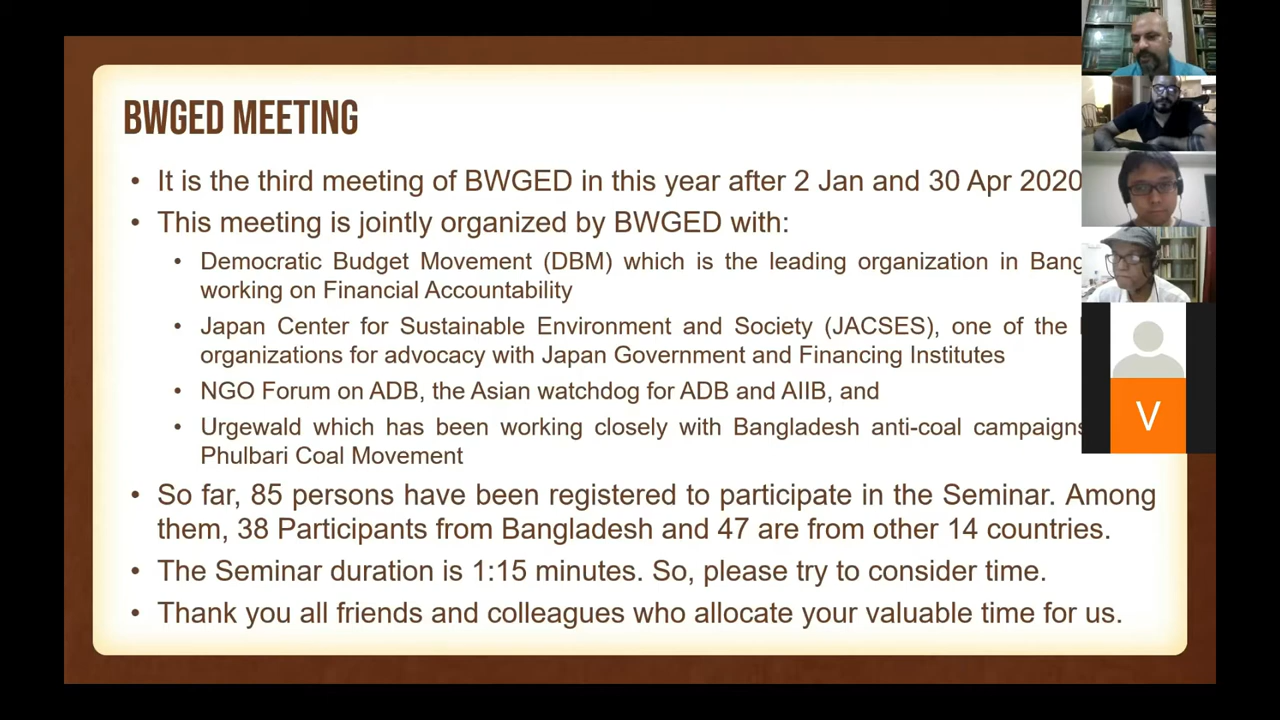 BWGED MEETING
• It is the third meeting of BWGED in this year after 2 Jan and 30 Apr 2020
• This meeting is jointly organized by BWGED with:
• Democratic Budget Movement (DBM) which is the leading organization in
working on Financial Accountability
• Japan Center for Sustainable Environment and Society (JACSES), one of the
organizations for advocacy with Japan Government and Financing Institutes
• NGO Forum on ADB, the Asian watchdog for ADB and AIIB, and
• Urgewald which has been working closely with Bangladesh anti-coal campaigns
Phulbari Coal Movement
• So far, 85 persons have been registered to participate in the Seminar. Among
them, 38 Participants from Bangladesh and 47 are from other 14 countries.
• The Seminar duration is 1:15 minutes. So, please try to consider time.
• Thank you all friends and colleagues who allocate your valuable time for us.
V